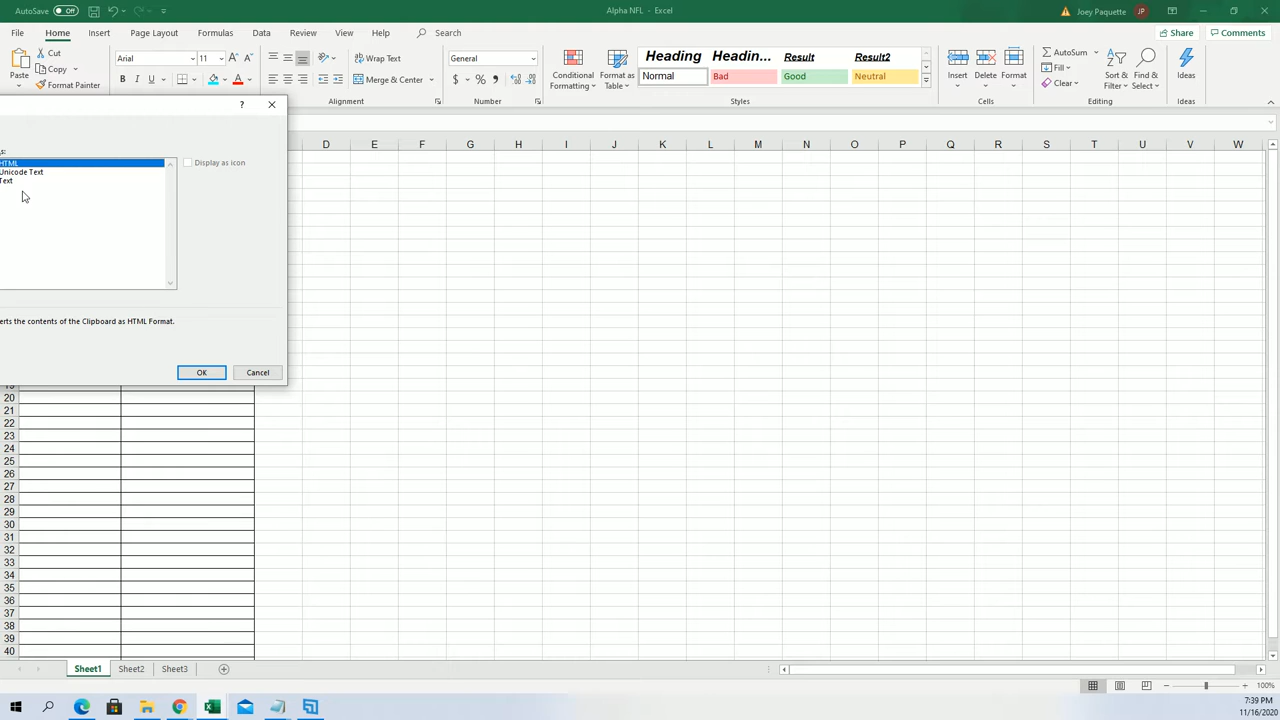 AutoSave Off Alpha NFL - Excel Joey Paquette JP
File Home Insert Page Layout Formulas Data Review View Help Search Share Comments
Cut Arial 11 Wrap Text General Heading Headin... Result Result2 AutoSum
Copy Normal Bad Good Neutral Fill
Paste Format Painter B I U A Merge & Center $ % Conditional Formatting Format as Table Insert Delete Format Clear Sort & Filter Find & Select Ideas
Alignment Number Styles Cells Editing Ideas
? ×
D E F G H I J K L M N O P Q R S T U V W
s:
HTML Display as icon
Unicode Text
Text
erts the contents of the Clipboard as HTML Format.
OK Cancel
19
20
21
22
23
24
25
26
27
28
29
30
31
32
33
34
35
36
37
38
39
40
Sheet1 Sheet2 Sheet3
100%
7:39 PM
11/16/2020